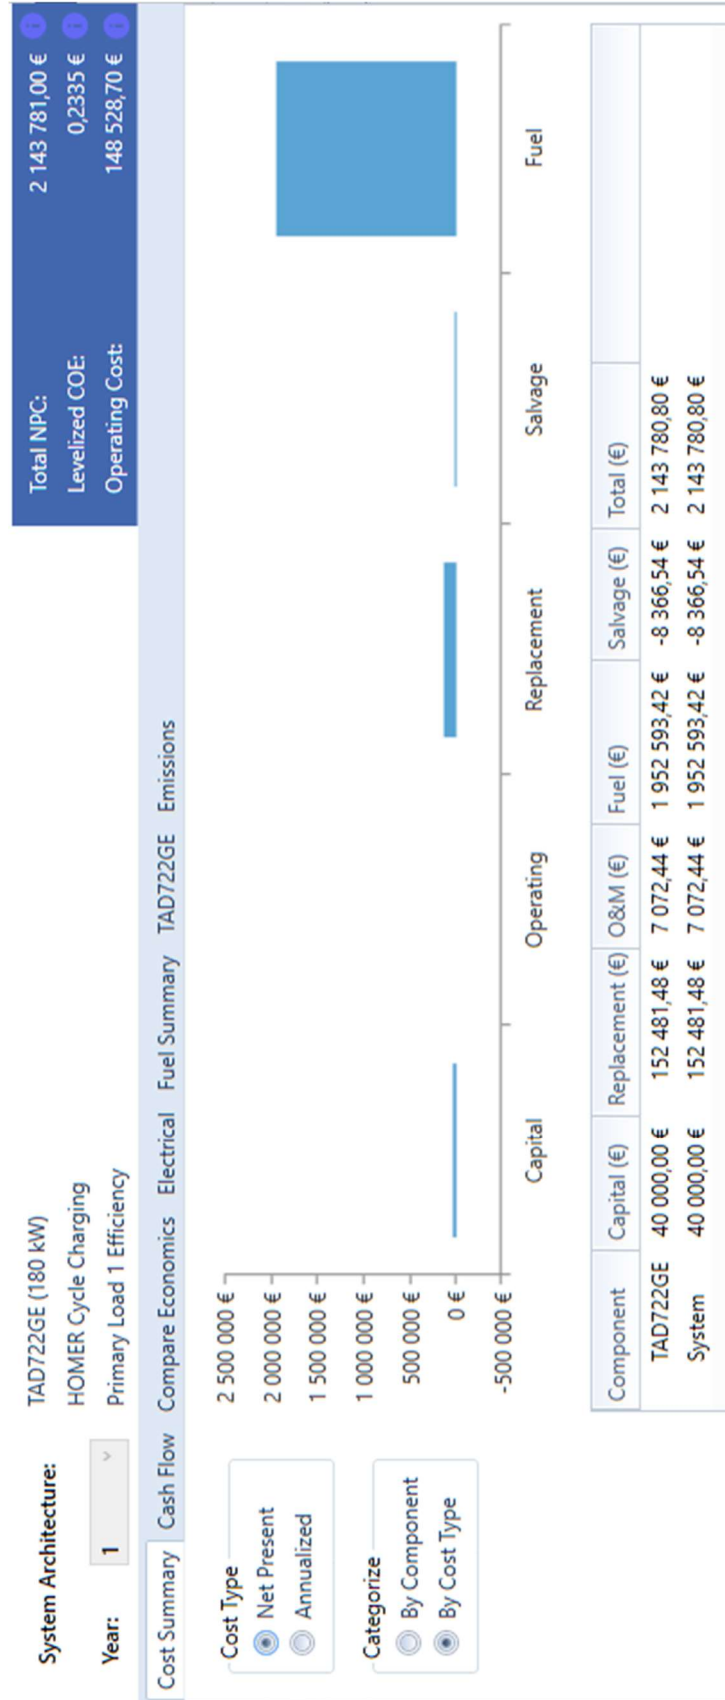 System Architecture: TAD722GE (180 kW) Total NPC: 2 143 781,00 €
HOMER Cycle Charging Levelized COE: 0,2335 €
Year: 1 Primary Load 1 Efficiency Operating Cost: 148 528,70 €
Cost Summary Cash Flow Compare Economics Electrical Fuel Summary TAD722GE Emissions
Cost Type
Net Present
Annualized
Categorize
By Component
By Cost Type
2 500 000 €
2 000 000 €
1 500 000 €
1 000 000 €
500 000 €
0 €
-500 000 €
Capital Operating Replacement Salvage Fuel
Component Capital (€) Replacement (€) O&M (€) Fuel (€) Salvage (€) Total (€)
TAD722GE 40 000,00 € 152 481,48 € 7 072,44 € 1 952 593,42 € -8 366,54 € 2 143 780,80 €
System 40 000,00 € 152 481,48 € 7 072,44 € 1 952 593,42 € -8 366,54 € 2 143 780,80 €